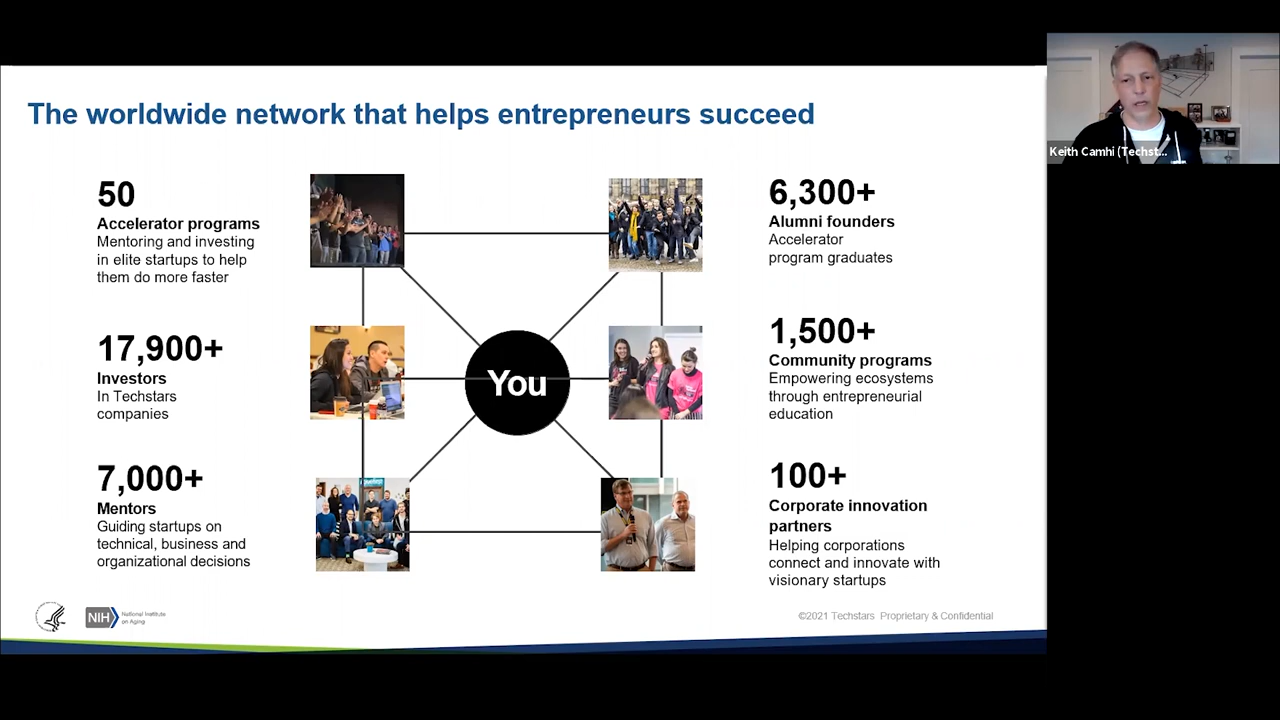 The worldwide network that helps entrepreneurs succeed
50
Accelerator programs
Mentoring and investing
in elite startups to help
them do more faster
17,900+
Investors
In Techstars
companies
7,000+
Mentors
Guiding startups on
technical, business and
organizational decisions
You
6,300+
Alumni founders
Accelerator
program graduates
1,500+
Community programs
Empowering ecosystems
through entrepreneurial
education
100+
Corporate innovation
partners
Helping corporations
connect and innovate with
visionary startups
NIH
National Institute
on Aging
©2021 Techstars Proprietary & Confidential
Keith Camhi (Techst...